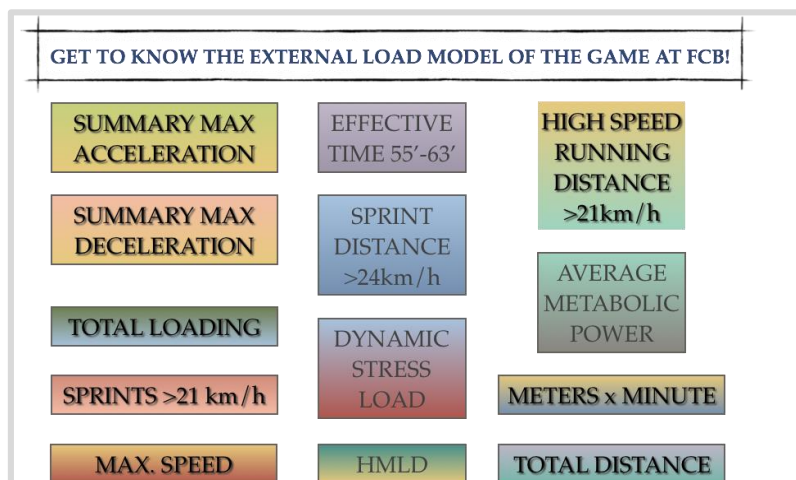 GET TO KNOW THE EXTERNAL LOAD MODEL OF THE GAME AT FCB!
SUMMARY MAX
ACCELERATION
SUMMARY MAX
DECELERATION
TOTAL LOADING
SPRINTS >21 km/h
MAX. SPEED
EFFECTIVE
TIME 55′-63′
SPRINT
DISTANCE
>24km/h
DYNAMIC
STRESS
LOAD
HMLD
HIGH SPEED
RUNNING
DISTANCE
>21km/h
AVERAGE
METABOLIC
POWER
METERS x MINUTE
TOTAL DISTANCE